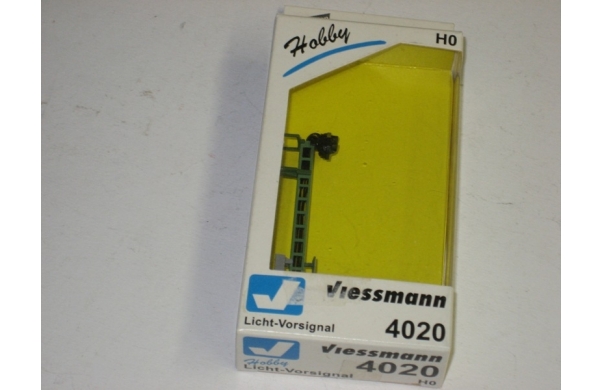 Hobby H0
Viessmann
Licht-Vorsignal 4020
Viessmann
Hobby 4020
Licht-Vorsignal H0